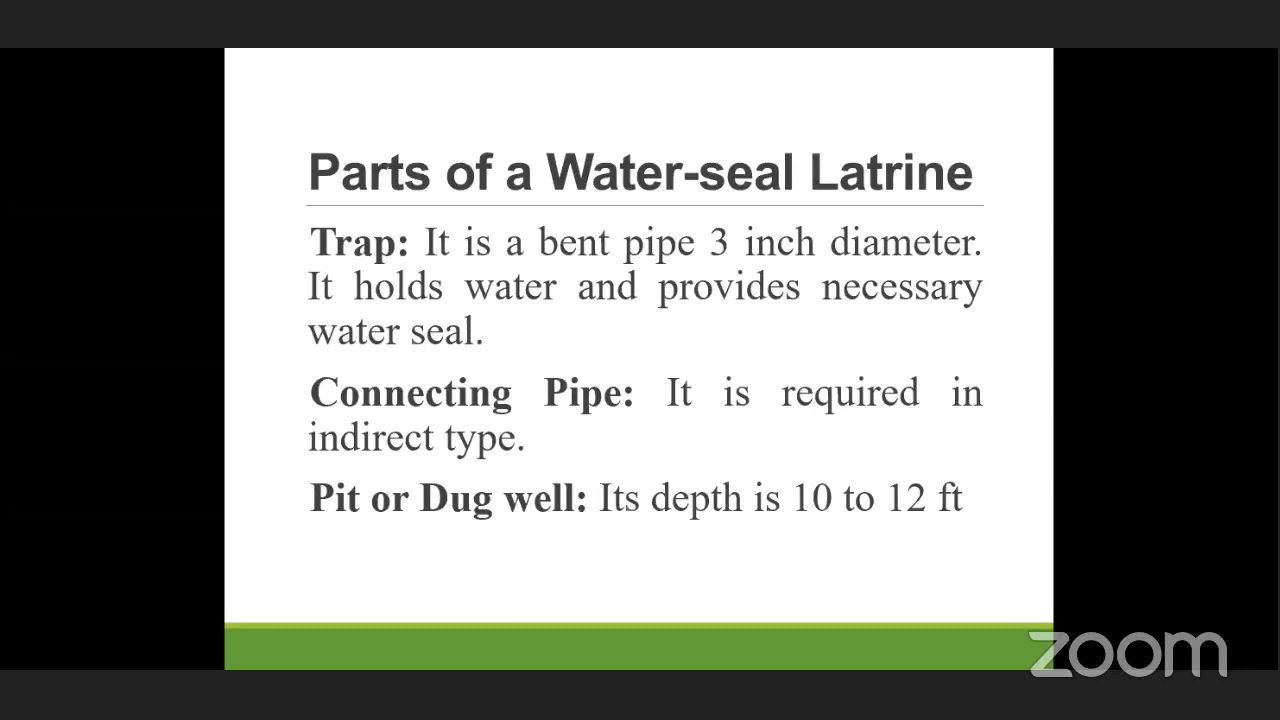 Parts of a Water-seal Latrine
Trap: It is a bent pipe 3 inch diameter.
It holds water and provides necessary
water seal.
Connecting Pipe: It is required in
indirect type.
Pit or Dug well: Its depth is 10 to 12 ft
zoom